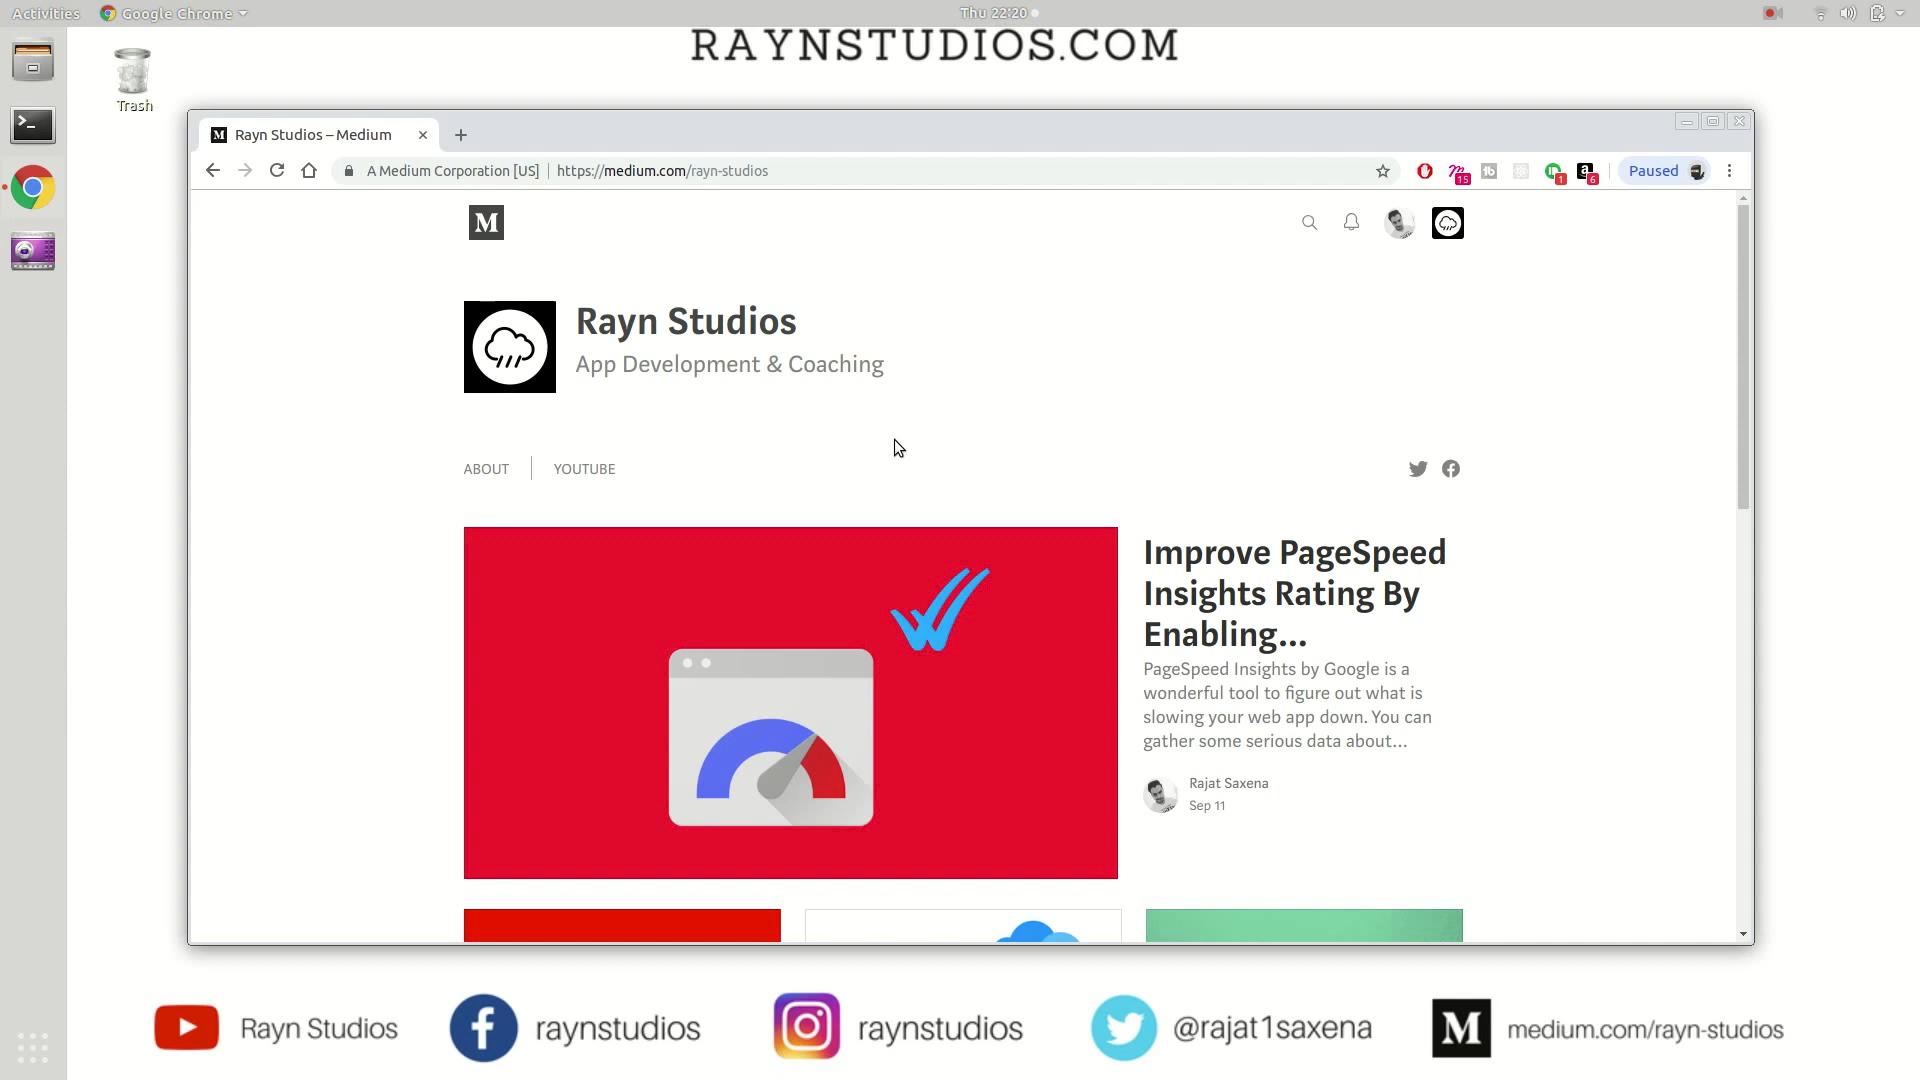 Activities
Google Chrome
Thu 22:20
RAYNSTUDIOS.COM
Trash
M Rayn Studios – Medium
A Medium Corporation [US] | https://medium.com/rayn-studios
15
1
a 6
Paused
M
Rayn Studios
App Development & Coaching
ABOUT
YOUTUBE
Improve PageSpeed
Insights Rating By
Enabling...
PageSpeed Insights by Google is a
wonderful tool to figure out what is
slowing your web app down. You can
gather some serious data about...
Rajat Saxena
Sep 11
Rayn Studios
raynstudios
raynstudios
@rajat1saxena
M medium.com/rayn-studios